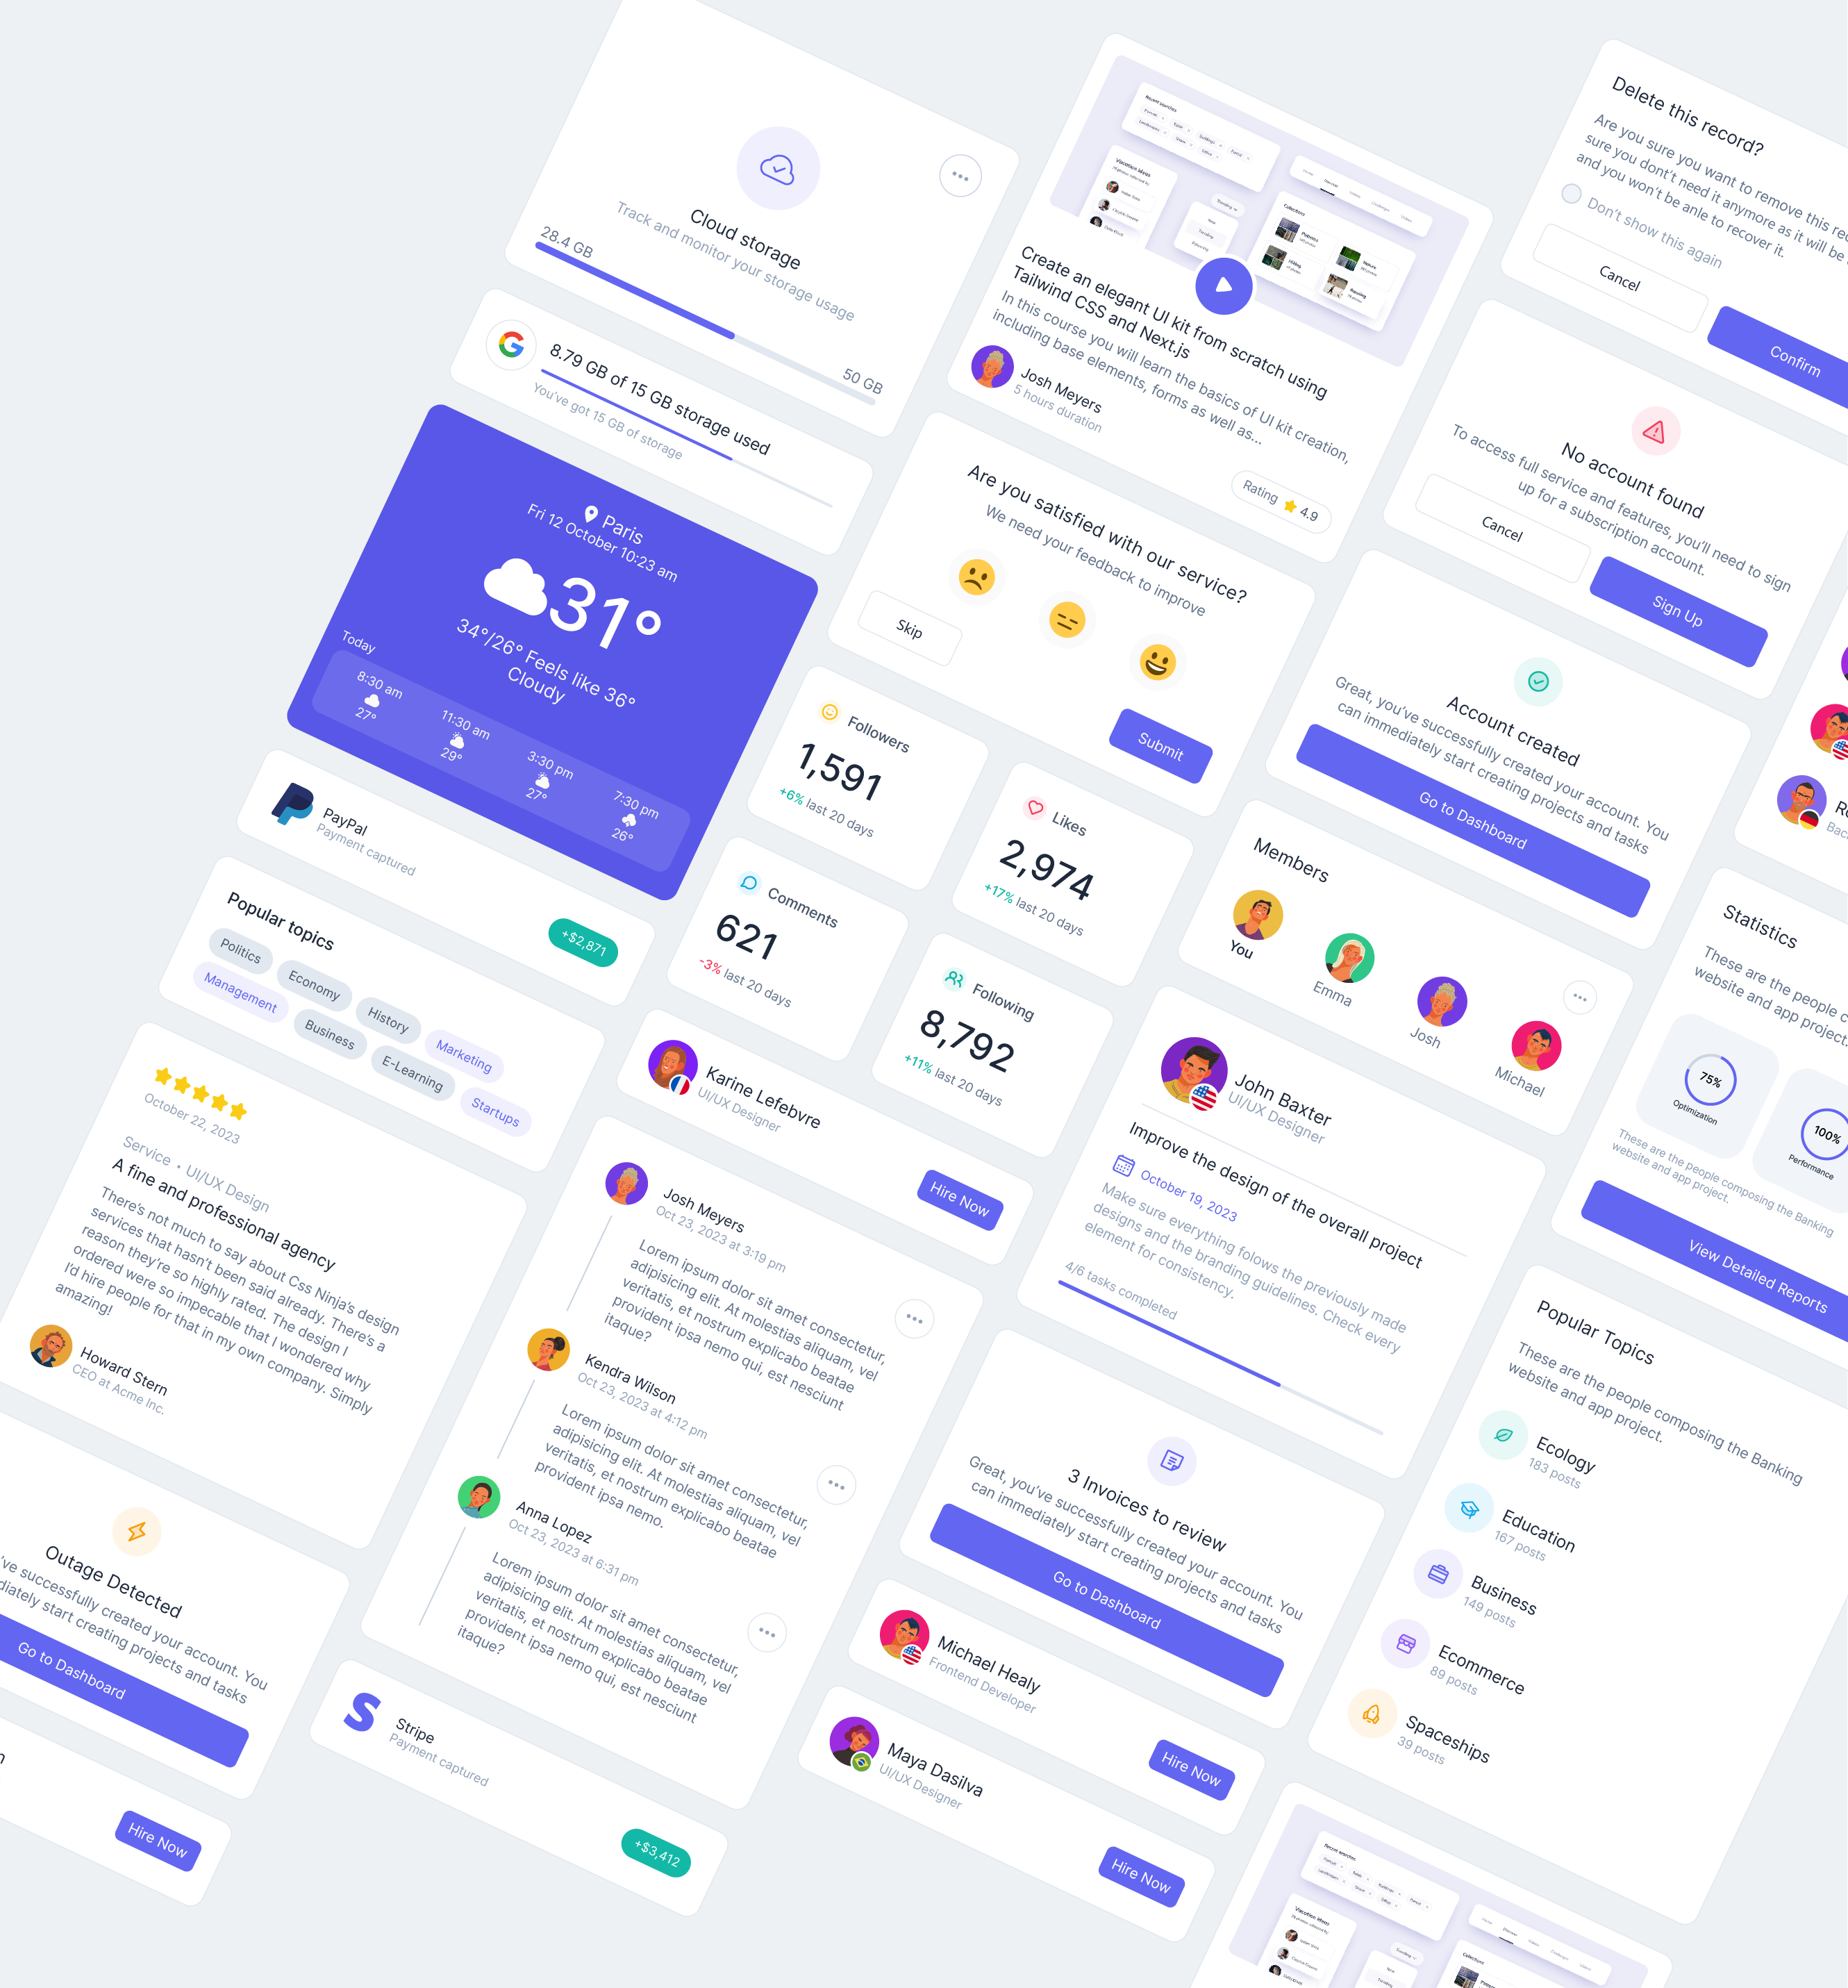 Cloud storage
Track and monitor your storage usage
28.4 GB
50 GB
8.79 GB of 15 GB storage used
You've got 15 GB of storage
Paris
Fri 12 October 10:23 am
31°
34°/26° Feels like 36°
Cloudy
Today
8:30 am
27°
11:30 am
29°
3:30 pm
27°
7:30 pm
26°
PayPal
Payment captured
+$2,871
Popular topics
Politics
Economy
History
Marketing
Management
Business
E-Learning
Startups
October 22, 2023
Service • UI/UX Design
A fine and professional agency
There's not much to say about Css Ninja's design
services that hasn't been said already. There's a
reason they're so highly rated. The design I
ordered were so impecable that I wondered why
I'd hire people for that in my own company. Simply
amazing!
Howard Stern
CEO at Acme Inc.
Outage Detected
've successfully created your account. You
diately start creating projects and tasks
Go to Dashboard
Hire Now
Recent searches
Vacation ideas
Trending
Collections
Create an elegant UI kit from scratch using
Tailwind CSS and Next.js
In this course you will learn the basics of UI kit creation,
including base elements, forms as well as...
Josh Meyers
5 hours duration
Rating 4.9
Are you satisfied with our service?
We need your feedback to improve
Skip
Submit
Followers
1,591
+6% last 20 days
Likes
2,974
+17% last 20 days
Comments
621
-3% last 20 days
Following
8,792
+11% last 20 days
Karine Lefebvre
UI/UX Designer
Hire Now
Josh Meyers
Oct 23, 2023 at 3:19 pm
Lorem ipsum dolor sit amet consectetur,
adipisicing elit. At molestias aliquam, vel
veritatis, et nostrum explicabo beatae
provident ipsa nemo qui, est nesciunt
itaque?
Kendra Wilson
Oct 23, 2023 at 4:12 pm
Lorem ipsum dolor sit amet consectetur,
adipisicing elit. At molestias aliquam, vel
veritatis, et nostrum explicabo beatae
provident ipsa nemo.
Anna Lopez
Oct 23, 2023 at 6:31 pm
Lorem ipsum dolor sit amet consectetur,
adipisicing elit. At molestias aliquam, vel
veritatis, et nostrum explicabo beatae
provident ipsa nemo qui, est nesciunt
itaque?
Stripe
Payment captured
+$3,412
Delete this record?
Are you sure you want to remove this rec
sure you don't need it anymore as it will be
and you won't be anle to recover it.
Don't show this again
Cancel
Confirm
No account found
To access full service and features, you'll need to sign
up for a subscription account.
Cancel
Sign Up
Account created
Great, you've successfully created your account. You
can immediately start creating projects and tasks
Go to Dashboard
Members
You
Emma
Josh
Michael
John Baxter
UI/UX Designer
Improve the design of the overall project
October 19, 2023
Make sure everything folows the previously made
designs and the branding guidelines. Check every
element for consistency.
4/6 tasks completed
3 Invoices to review
Great, you've successfully created your account. You
can immediately start creating projects and tasks
Go to Dashboard
Michael Healy
Frontend Developer
Hire Now
Maya Dasilva
UI/UX Designer
Hire Now
Statistics
These are the people c
website and app project.
75%
Optimization
100%
Performance
These are the people composing the Banking
website and app project.
View Detailed Reports
Popular Topics
These are the people composing the Banking
website and app project.
Ecology
183 posts
Education
167 posts
Business
149 posts
Ecommerce
89 posts
Spaceships
39 posts
Recent searches
Vacation ideas
Trending
Collections